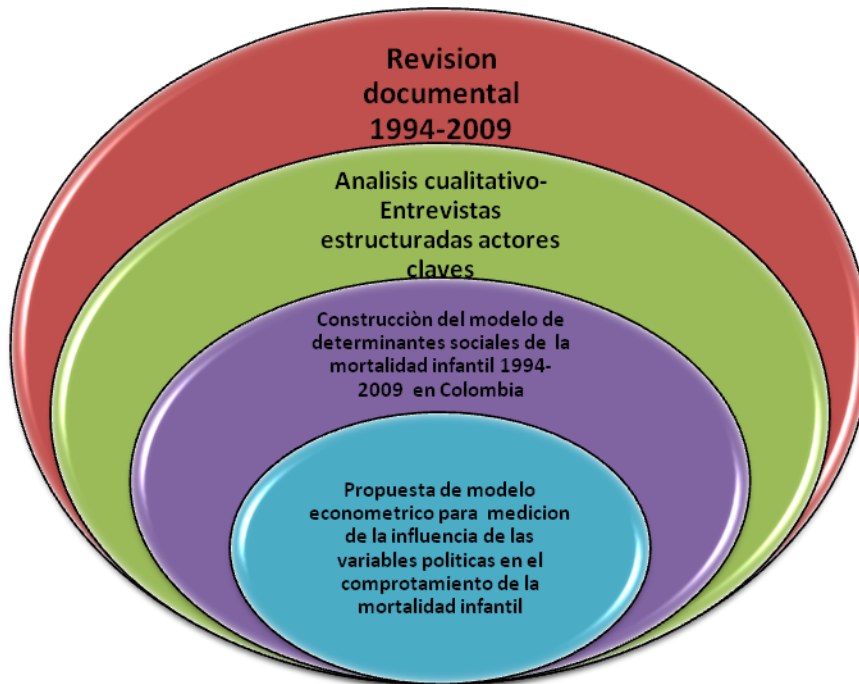 Revision
documental
1994-2009
Analisis cualitativo-
Entrevistas
estructuradas actores
claves
Construcciòn del modelo de
determinantes sociales de la
mortalidad infantil 1994-
2009 en Colombia
Propuesta de modelo
econometrico para medicion
de la influencia de las
variables politicas en el
comprotamiento de la
mortalidad infantil